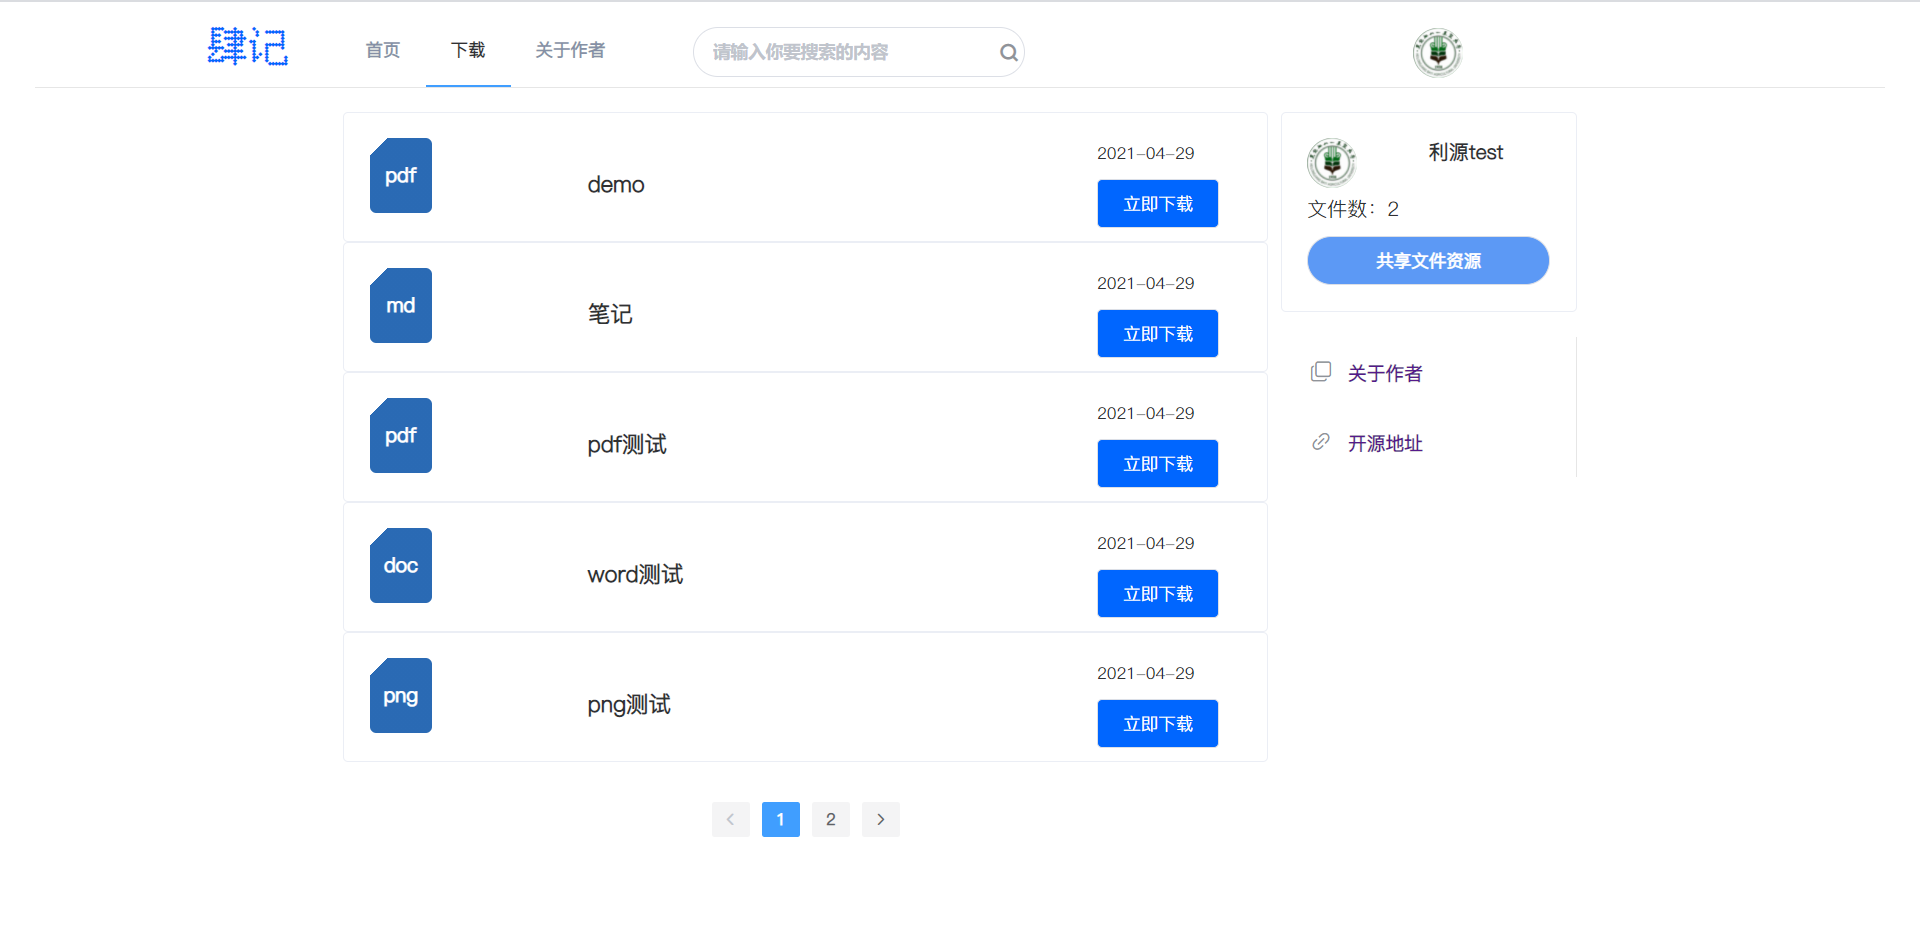 肆记
首页 下载 关于作者 请输入你要搜索的内容
pdf demo 2021-04-29
立即下载
md 笔记 2021-04-29
立即下载
pdf pdf测试 2021-04-29
立即下载
doc word测试 2021-04-29
立即下载
png png测试 2021-04-29
立即下载
1 2
利源test
文件数：2
共享文件资源
关于作者
开源地址